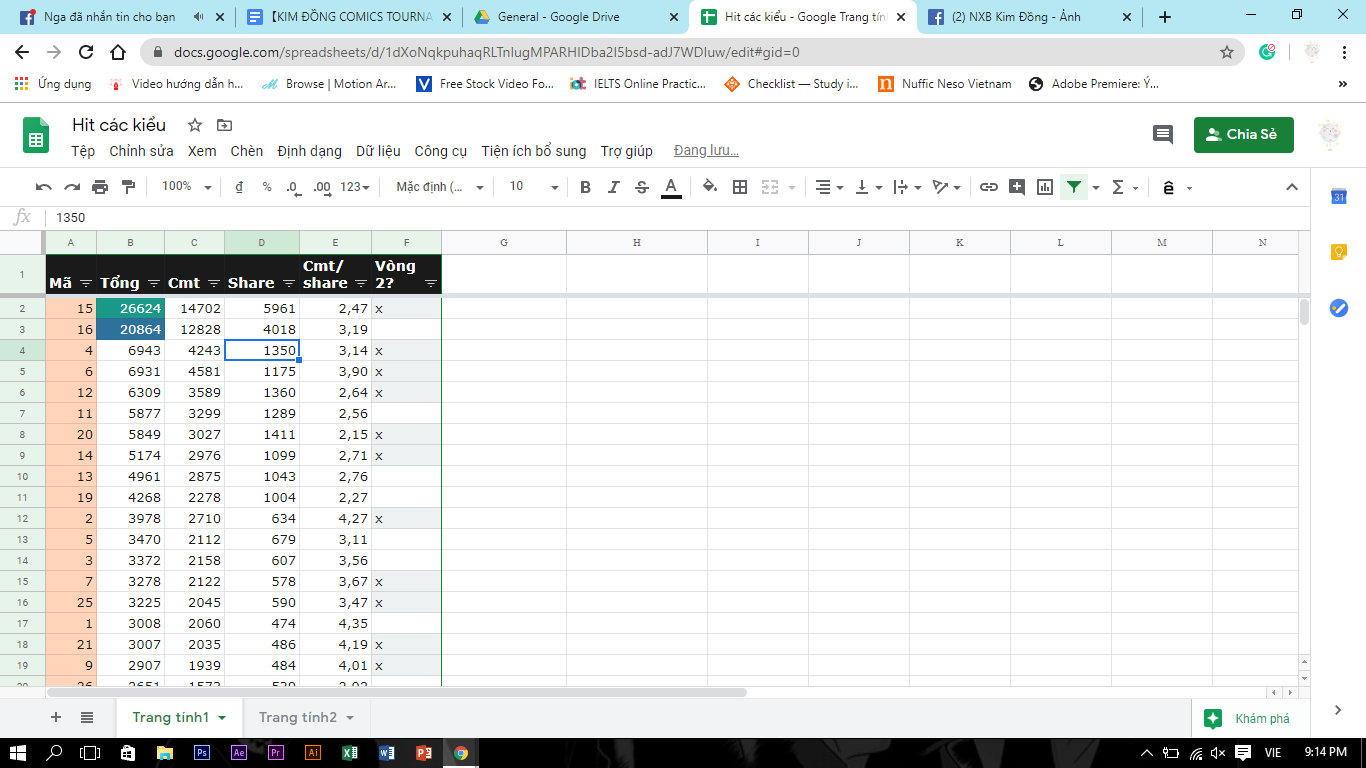 Nga đã nhắn tin cho bạn
【KIM ĐỒNG COMICS TOURNA
General - Google Drive
Hit các kiểu - Google Trang tín
(2) NXB Kim Đồng - Ảnh
docs.google.com/spreadsheets/d/1dXoNqkpuhaqRLTnlugMPARHIDba2I5bsd-adJ7WDIuw/edit#gid=0
Ứng dụng
Video hướng dẫn h...
Browse | Motion Ar...
Free Stock Video Fo...
IELTS Online Practic...
Checklist — Study i...
Nuffic Neso Vietnam
Adobe Premiere: Ý...
Hit các kiểu
Chia Sẻ
Tệp Chỉnh sửa Xem Chèn Định dạng Dữ liệu Công cụ Tiện ích bổ sung Trợ giúp Đang lưu...
100% đ % .0 .00 123 Mặc định (... 10 B I S A Σ ê
fx 1350
A B C D E F G H I J K L M N
1 Mã Tổng Cmt Share Cmt/ share Vòng 2?
2 15 26624 14702 5961 2,47 x
3 16 20864 12828 4018 3,19
4 4 6943 4243 1350 3,14 x
5 6 6931 4581 1175 3,90 x
6 12 6309 3589 1360 2,64 x
7 11 5877 3299 1289 2,56
8 20 5849 3027 1411 2,15 x
9 14 5174 2976 1099 2,71 x
10 13 4961 2875 1043 2,76
11 19 4268 2278 1004 2,27
12 2 3978 2710 634 4,27 x
13 5 3470 2112 679 3,11
14 3 3372 2158 607 3,56
15 7 3278 2122 578 3,67 x
16 25 3225 2045 590 3,47 x
17 1 3008 2060 474 4,35
18 21 3007 2035 486 4,19 x
19 9 2907 1939 484 4,01 x
Trang tính1
Trang tính2
Khám phá
31
Ps Ae Pr Ai
VIE
9:14 PM